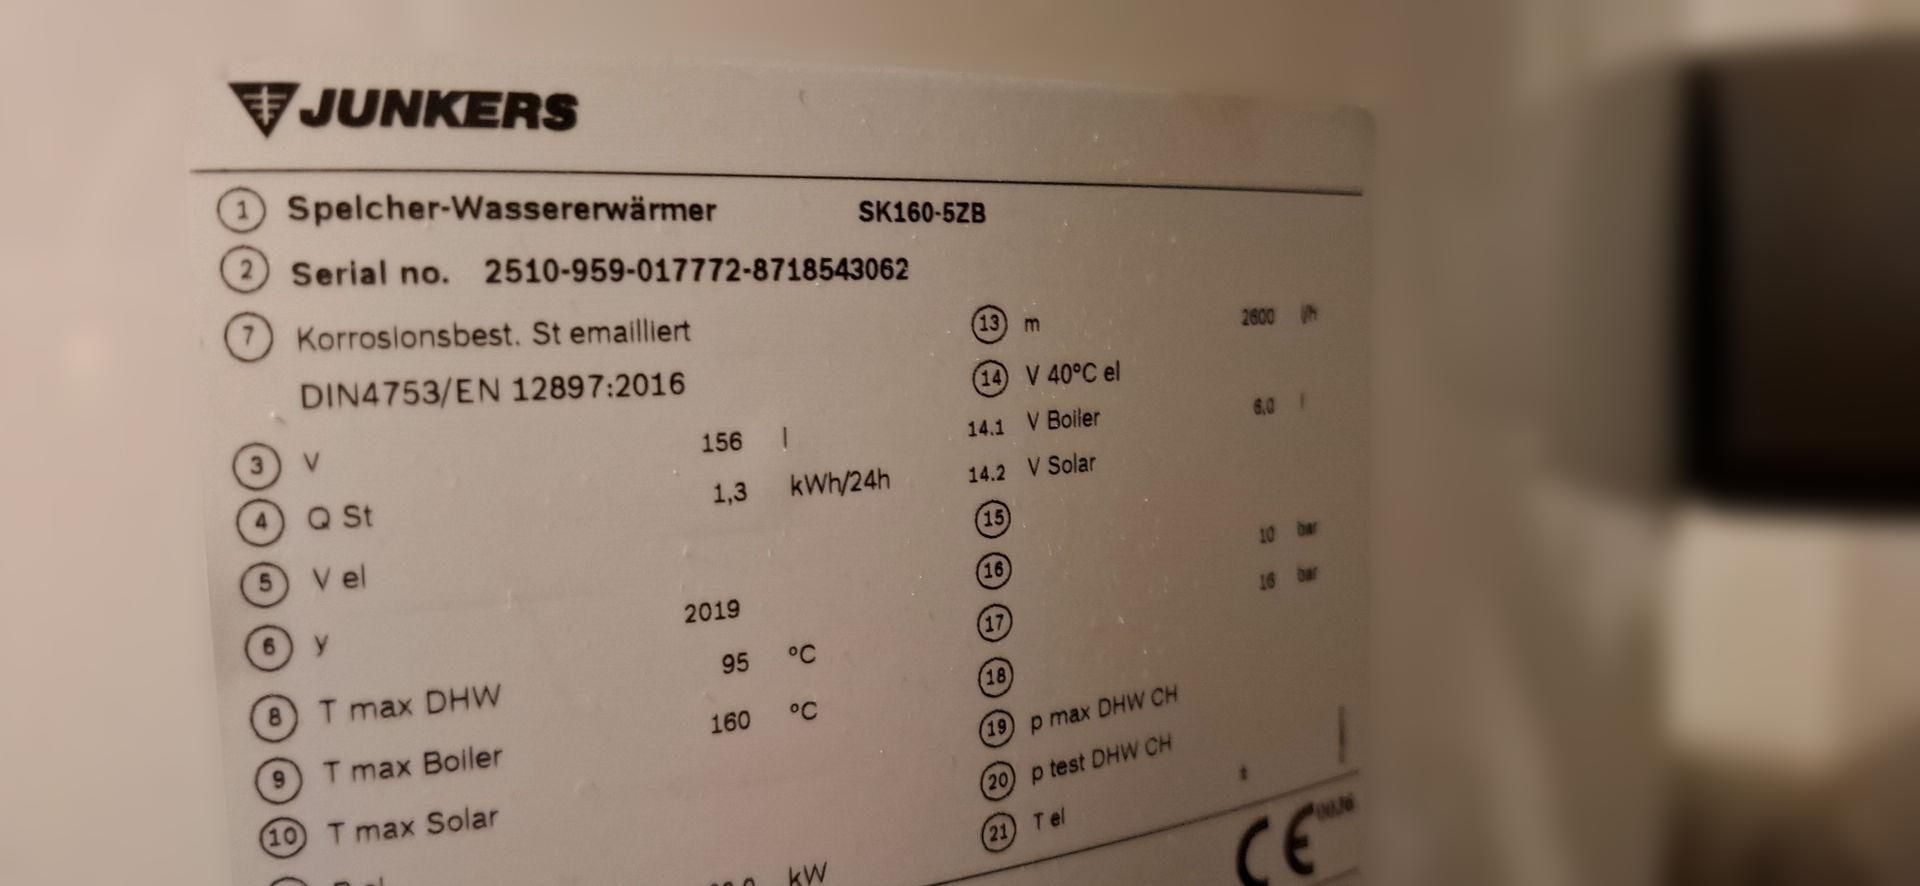 JUNKERS
1 Speicher-Wassererwärmer SK160-5ZB
2 Serial no. 2510-959-017772-8718543062
7 Korrosionsbest. St emailliert
DIN4753/EN 12897:2016
3 V 156 l
4 Q St 1,3 kWh/24h
5 V el
6 y 2019
8 T max DHW 95 °C
9 T max Boiler 160 °C
10 T max Solar
kW
13 m 2600 l/h
14 V 40°C el
14.1 V Boiler 6,0 l
14.2 V Solar
15
16
17
18
19 p max DHW CH 10 bar
20 p test DHW CH 16 bar
21 T el
CE 0036